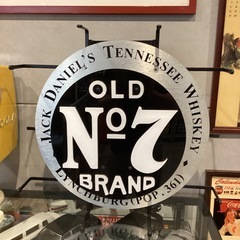 JACK DANIEL'S TENNESSEE WHISKEY
OLD
No7
BRAND
LYNCHBURG (POP. 361)